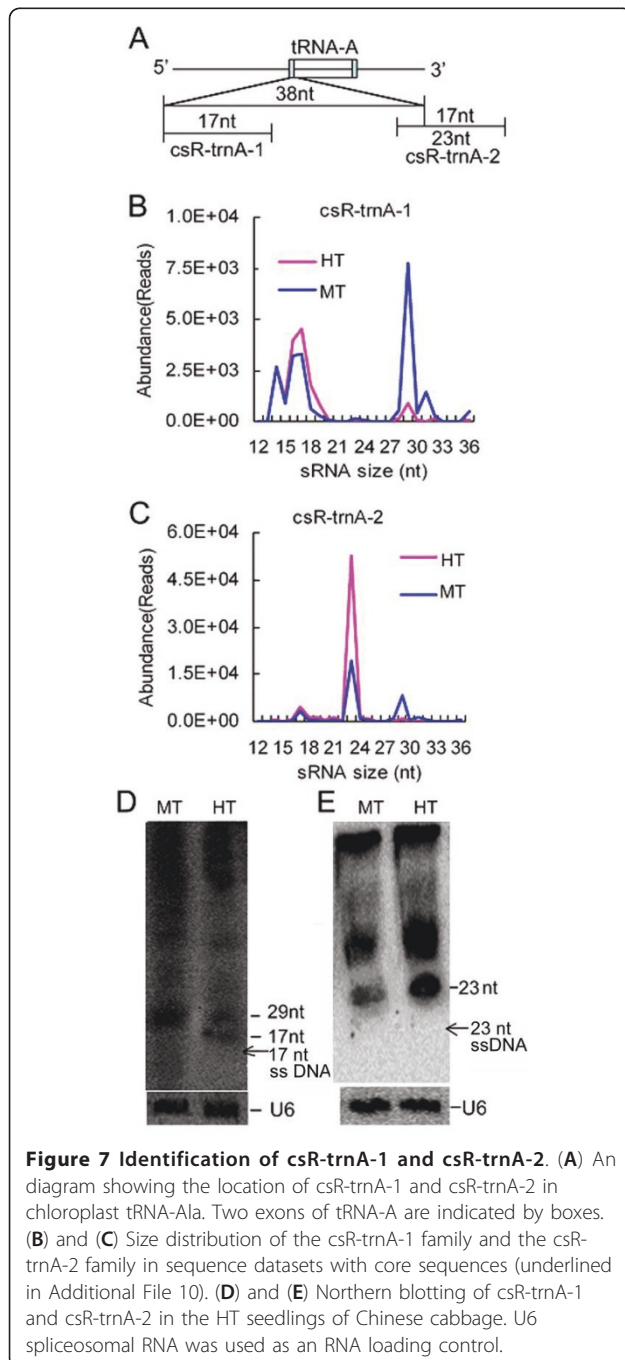 A
tRNA-A
5'
3'
38nt
17nt
17nt
23nt
csR-trnA-1
csR-trnA-2
B
csR-trnA-1
1.0E+04
7.5E+03
5.0E+03
2.5E+03
0.0E+00
Abundance(Reads)
HT
MT
12 15 18 21 24 27 30 33 36
sRNA size (nt)
C
csR-trnA-2
6.0E+04
4.5E+04
3.0E+04
1.5E+04
0.0E+00
Abundance(Reads)
HT
MT
12 15 18 21 24 27 30 33 36
sRNA size (nt)
D
MT HT
29nt
17nt
17 nt
ss DNA
U6
E
MT HT
23nt
23 nt
ssDNA
U6
Figure 7 Identification of csR-trnA-1 and csR-trnA-2. (A) An
diagram showing the location of csR-trnA-1 and csR-trnA-2 in
chloroplast tRNA-Ala. Two exons of tRNA-A are indicated by boxes.
(B) and (C) Size distribution of the csR-trnA-1 family and the csR-
trnA-2 family in sequence datasets with core sequences (underlined
in Additional File 10). (D) and (E) Northern blotting of csR-trnA-1
and csR-trnA-2 in the HT seedlings of Chinese cabbage. U6
spliceosomal RNA was used as an RNA loading control.